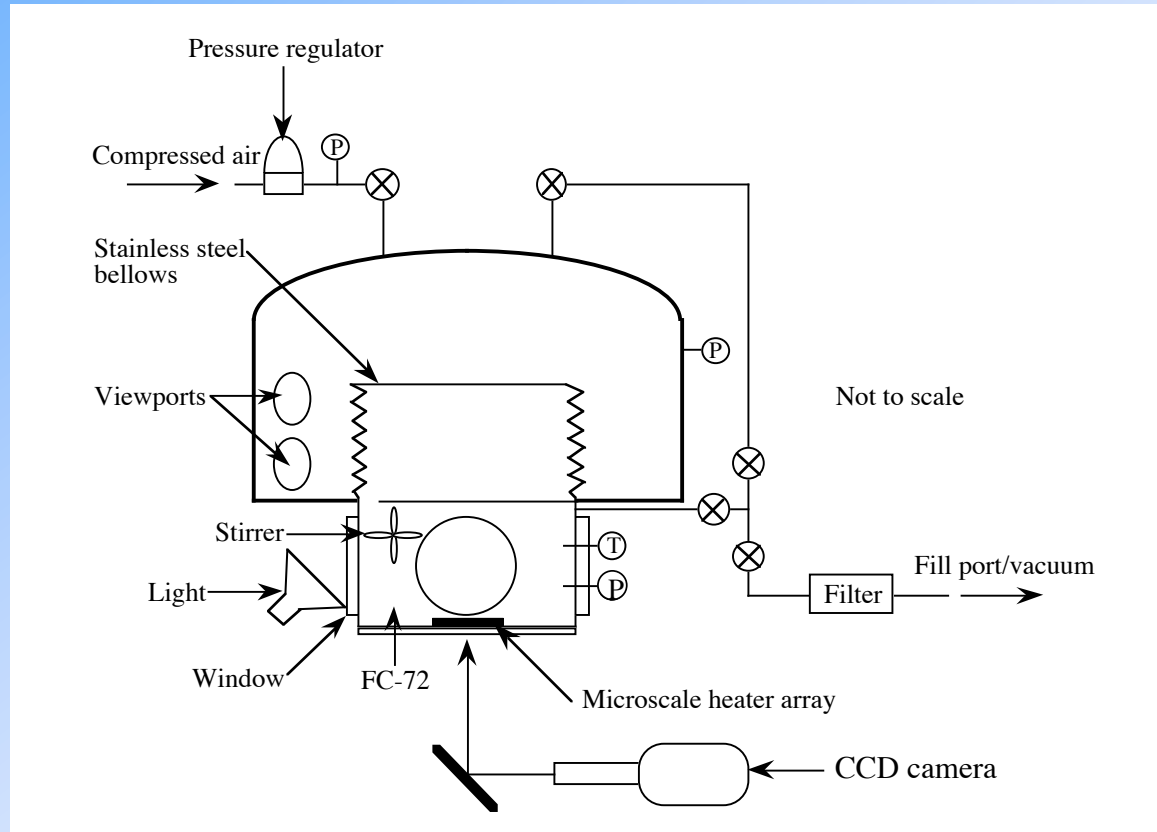 Pressure regulator
P
Compressed air
Stainless steel
bellows
P
Viewports
Not to scale
Stirrer
T
Light
P
Fill port/vacuum
Filter
Window
FC-72
Microscale heater array
CCD camera